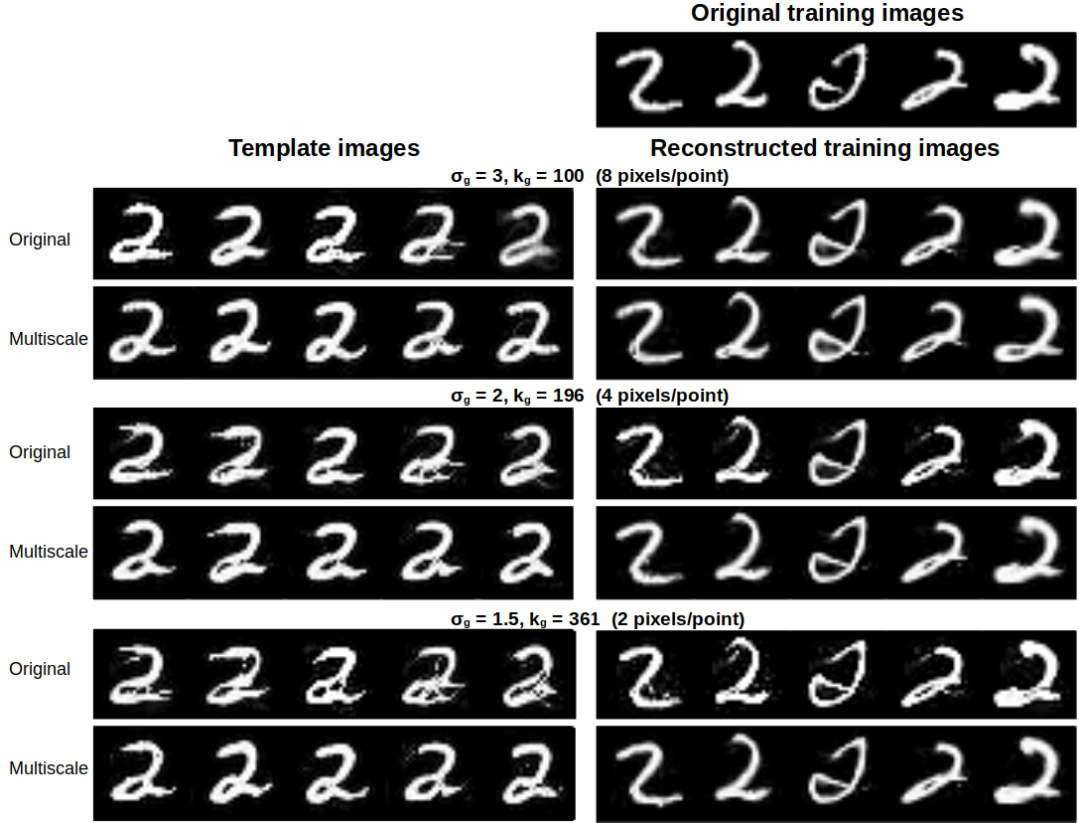 Original training images
Template images
Reconstructed training images
σg = 3, kg = 100 (8 pixels/point)
Original
Multiscale
σg = 2, kg = 196 (4 pixels/point)
Original
Multiscale
σg = 1.5, kg = 361 (2 pixels/point)
Original
Multiscale